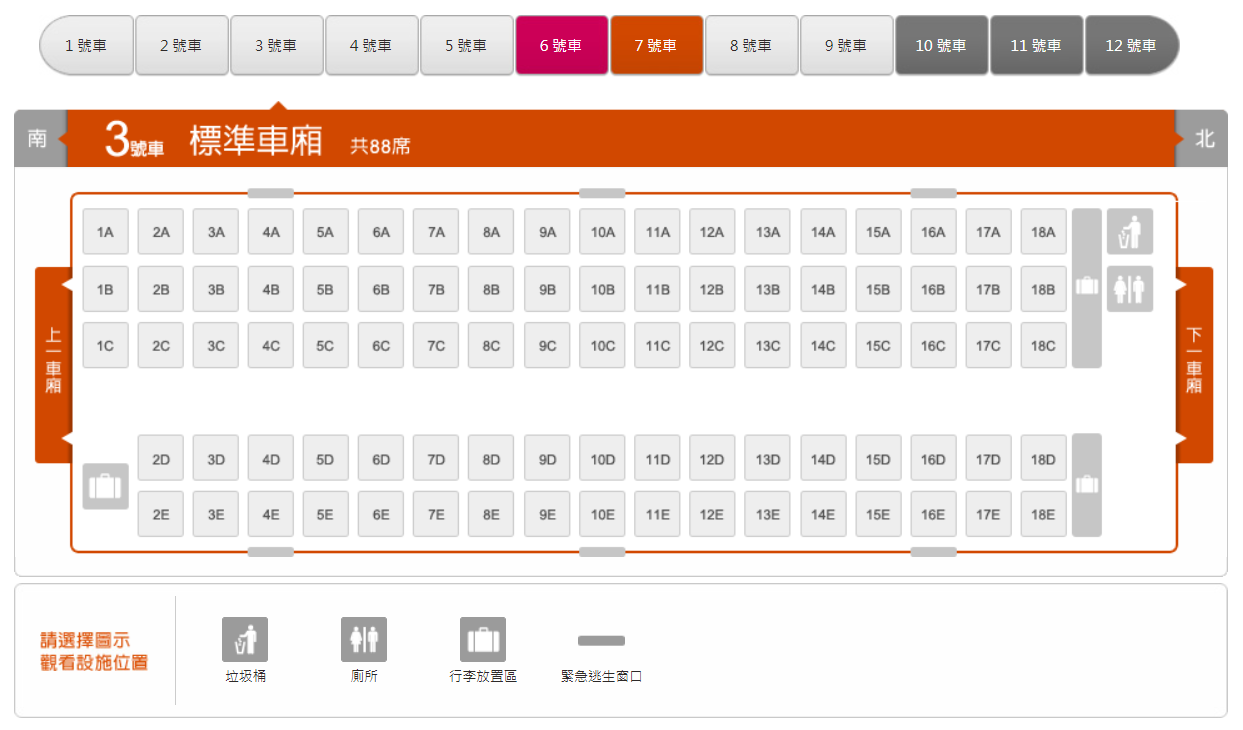 1 號車 2 號車 3 號車 4 號車 5 號車 6 號車 7 號車 8 號車 9 號車 10 號車 11 號車 12 號車
南 3號車 標準車廂 共88席 北
1A 2A 3A 4A 5A 6A 7A 8A 9A 10A 11A 12A 13A 14A 15A 16A 17A 18A
1B 2B 3B 4B 5B 6B 7B 8B 9B 10B 11B 12B 13B 14B 15B 16B 17B 18B
1C 2C 3C 4C 5C 6C 7C 8C 9C 10C 11C 12C 13C 14C 15C 16C 17C 18C
上一車廂
下一車廂
2D 3D 4D 5D 6D 7D 8D 9D 10D 11D 12D 13D 14D 15D 16D 17D 18D
2E 3E 4E 5E 6E 7E 8E 9E 10E 11E 12E 13E 14E 15E 16E 17E 18E
請選擇圖示
觀看設施位置
垃圾桶 廁所 行李放置區 緊急逃生窗口